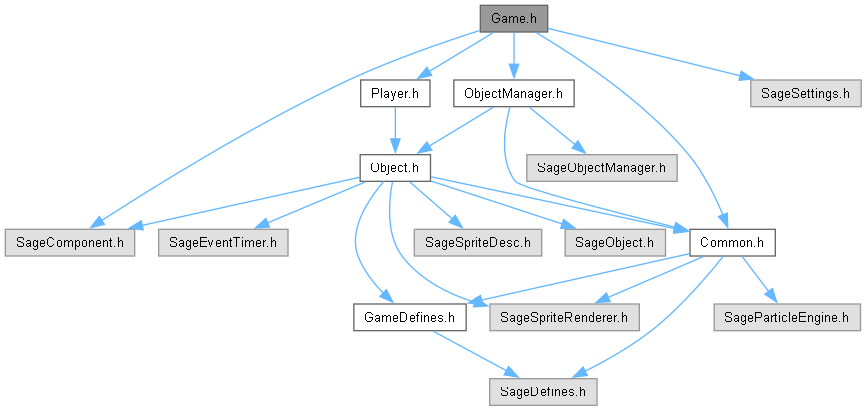 Game.h
Player.h
ObjectManager.h
SageSettings.h
Object.h
SageObjectManager.h
SageComponent.h
SageEventTimer.h
SageSpriteDesc.h
SageObject.h
Common.h
GameDefines.h
SageSpriteRenderer.h
SageParticleEngine.h
SageDefines.h